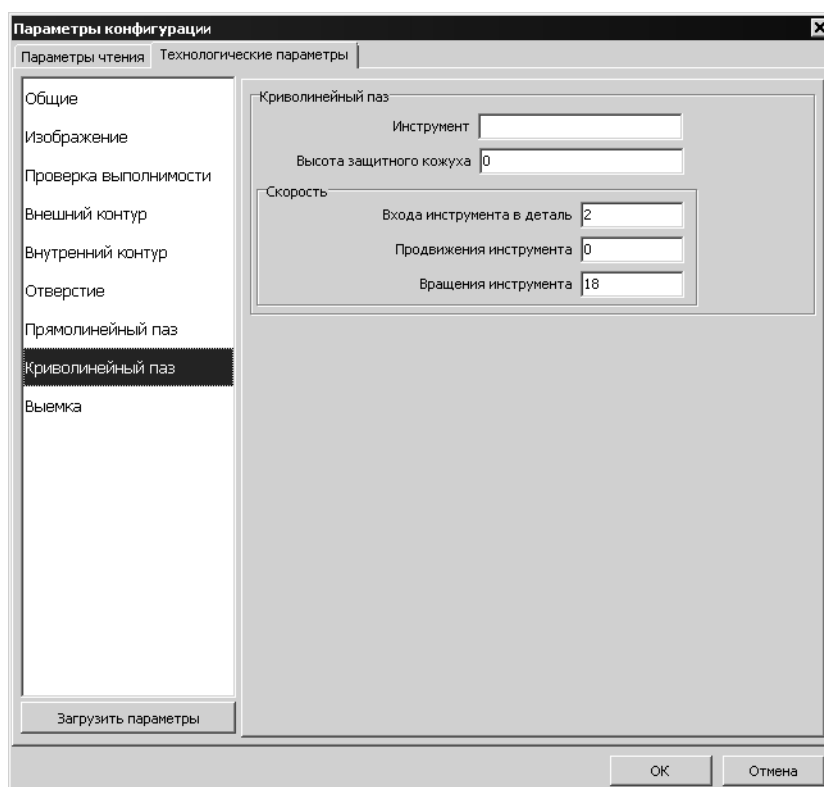 Параметры конфигурации
Параметры чтения Технологические параметры
Общие
Изображение
Проверка выполнимости
Внешний контур
Внутренний контур
Отверстие
Прямолинейный паз
Криволинейный паз
Выемка
Загрузить параметры
Криволинейный паз
Инструмент
Высота защитного кожуха 0
Скорость
Входа инструмента в деталь 2
Продвижения инструмента 0
Вращения инструмента 18
ОК Отмена